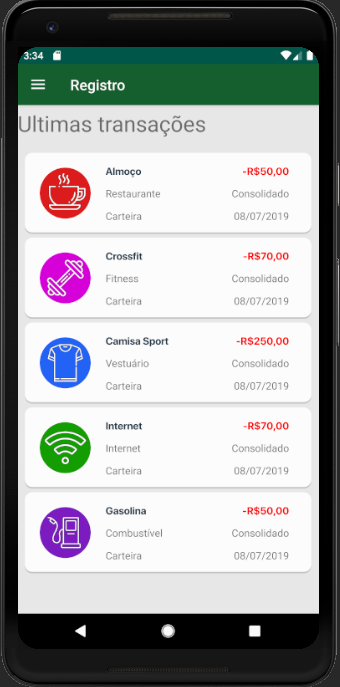 3:34
Registro
Ultimas transações
Almoço -R$50,00
Restaurante Consolidado
Carteira 08/07/2019
Crossfit -R$70,00
Fitness Consolidado
Carteira 08/07/2019
Camisa Sport -R$250,00
Vestuário Consolidado
Carteira 08/07/2019
Internet -R$70,00
Internet Consolidado
Carteira 08/07/2019
Gasolina -R$50,00
Combustível Consolidado
Carteira 08/07/2019